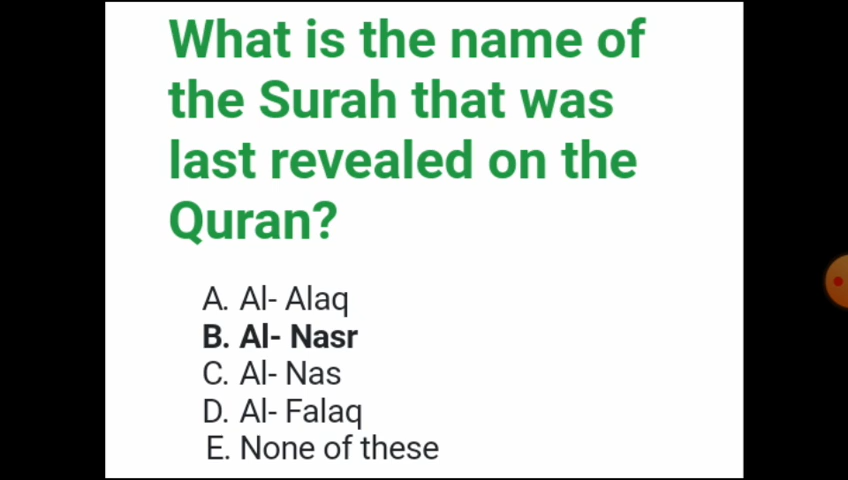 What is the name of
the Surah that was
last revealed on the
Quran?
A. Al- Alaq
B. Al- Nasr
C. Al- Nas
D. Al- Falaq
E. None of these